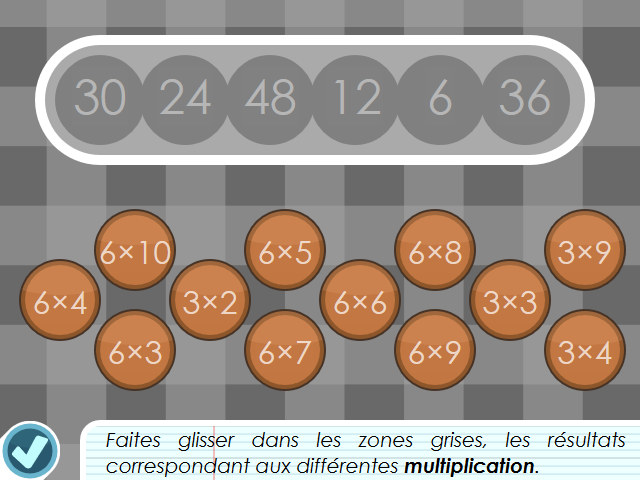 30 24 48 12 6 36
6×10 6×5 6×8 3×9
6×4 3×2 6×6 3×3
6×3 6×7 6×9 3×4
Faites glisser dans les zones grises, les résultats
correspondant aux différentes multiplication.